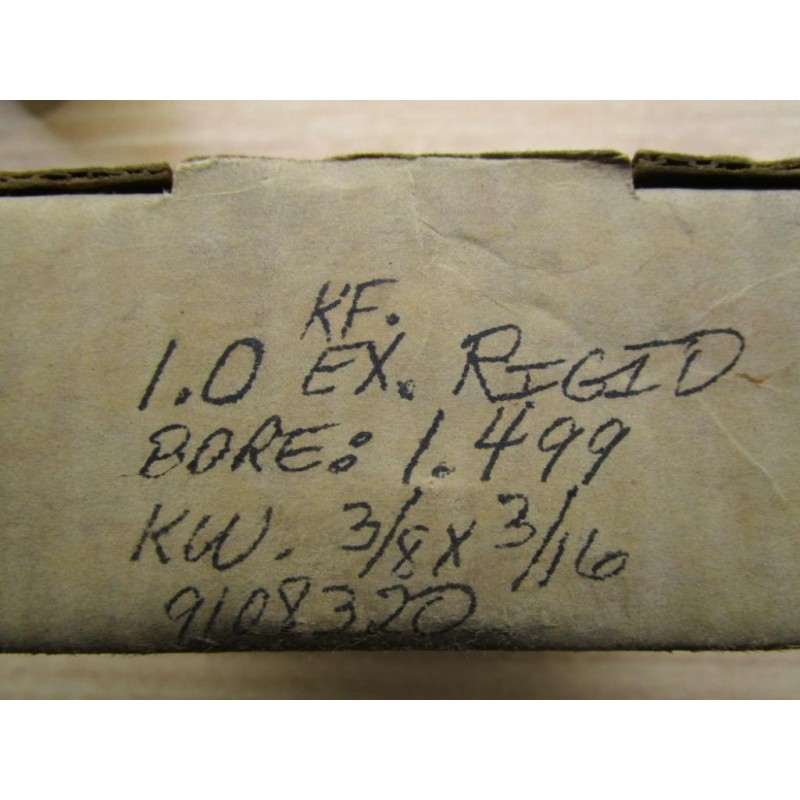 KF.
1.0 EX. RIGID
BORE: 1.499
KW. 3/8 X 3/16
9108320